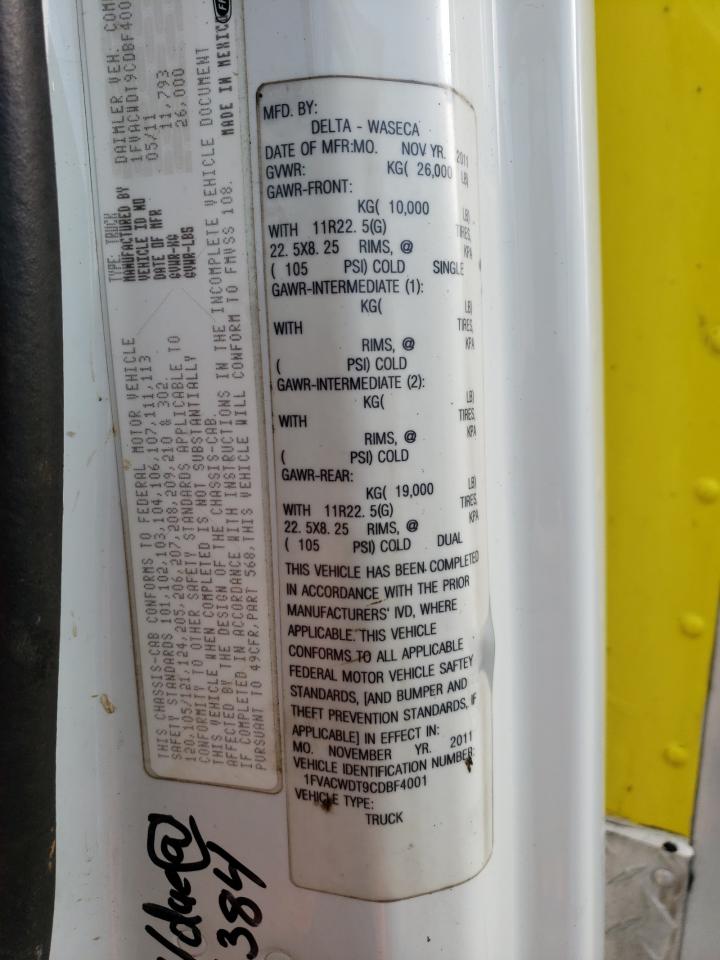 MFD. BY:
DELTA - WASECA
DATE OF MFR:MO. NOV YR. 2011
GVWR: KG( 26,000 LB)
GAWR-FRONT:
KG( 10,000 LB)
WITH 11R22. 5(G) TIRES,
22. 5X8. 25 RIMS, @ KPA
( 105 PSI) COLD SINGLE
GAWR-INTERMEDIATE (1):
KG( LB)
WITH TIRES,
RIMS, @ KPA
( PSI) COLD
GAWR-INTERMEDIATE (2):
KG( LB)
WITH TIRES,
RIMS, @ KPA
( PSI) COLD
GAWR-REAR:
KG( 19,000 LB)
WITH 11R22. 5(G) TIRES,
22. 5X8. 25 RIMS, @ KPA
( 105 PSI) COLD DUAL
THIS VEHICLE HAS BEEN COMPLETED
IN ACCORDANCE WITH THE PRIOR
MANUFACTURERS' IVD, WHERE
APPLICABLE. THIS VEHICLE
CONFORMS TO ALL APPLICABLE
FEDERAL MOTOR VEHICLE SAFTEY
STANDARDS, [AND BUMPER AND
THEFT PREVENTION STANDARDS, IF
APPLICABLE] IN EFFECT IN:
MO. NOVEMBER YR. 2011
VEHICLE IDENTIFICATION NUMBER:
1FVACWDT9CDBF4001
VEHICLE TYPE:
TRUCK
TYPE: TRUCK
MANUFACTURED BY DAIMLER VEH. COM
VEHICLE ID NO 1FVACWDT9CDBF400
DATE OF MFR 05/11
GVWR-KG 11,793
GVWR-LBS 26,000
MADE IN MEXICO
THIS CHASSIS-CAB CONFORMS TO FEDERAL MOTOR VEHICLE
SAFETY STANDARDS 101,102,103,104,106,107,111,113
120,105/121,124,205,206,207,208,209,210 & 302.
CONFORMITY TO OTHER SAFETY STANDARDS APPLICABLE TO
THIS VEHICLE WHEN COMPLETED IS NOT SUBSTANTIALLY
AFFECTED BY THE DESIGN OF THE CHASSIS-CAB.
IF COMPLETED IN ACCORDANCE WITH INSTRUCTIONS IN THE INCOMPLETE VEHICLE DOCUMENT
PURSUANT TO 49CFR,PART 568,THIS VEHICLE WILL CONFORM TO FMVSS 108.
384